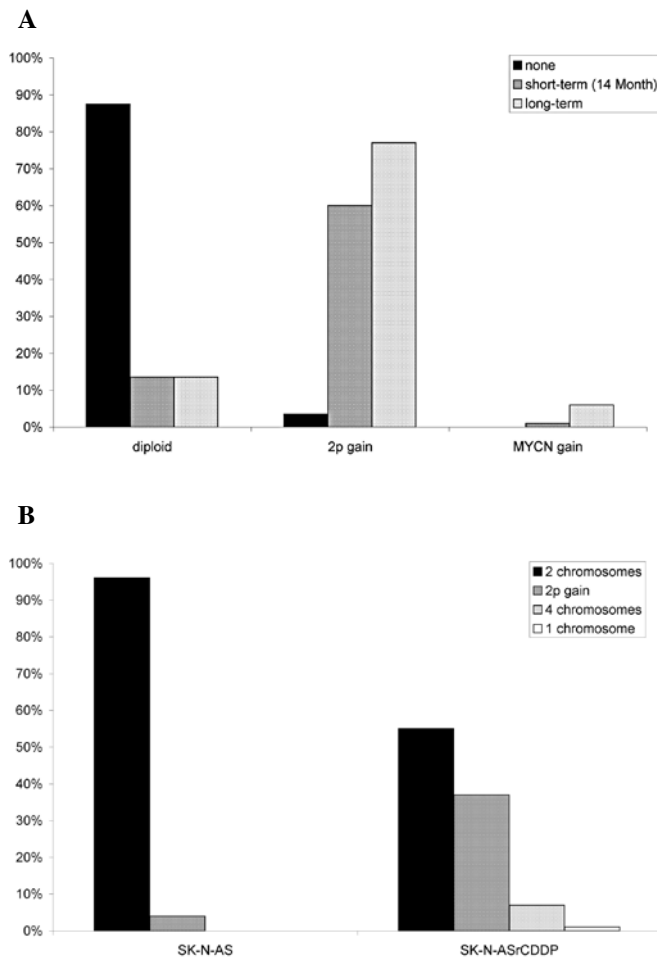 A
100%
90%
80%
70%
60%
50%
40%
30%
20%
10%
0%
none
short-term (14 Month)
long-term
diploid
2p gain
MYCN gain
B
100%
90%
80%
70%
60%
50%
40%
30%
20%
10%
0%
2 chromosomes
2p gain
4 chromosomes
1 chromosome
SK-N-AS
SK-N-ASrCDDP